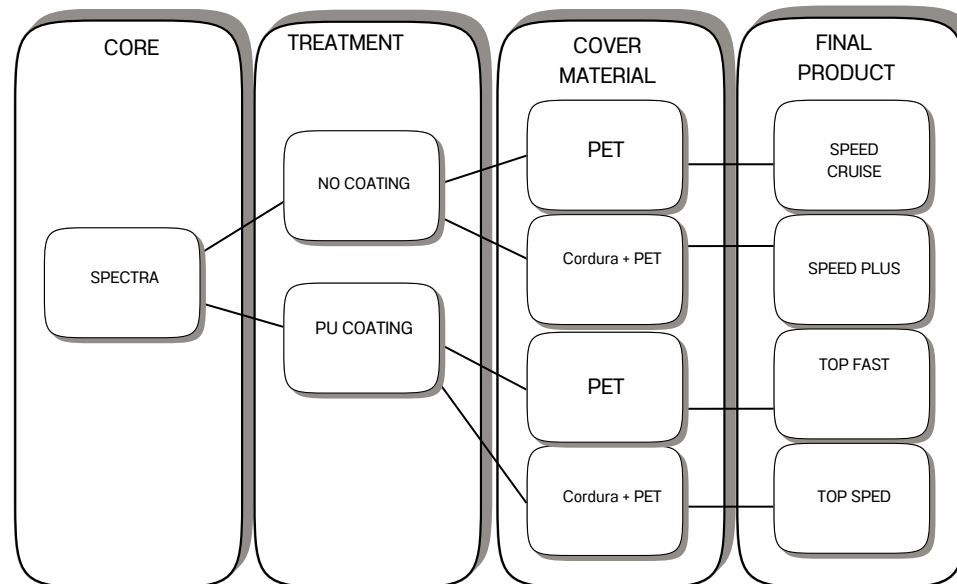 CORE
TREATMENT
COVER
MATERIAL
FINAL
PRODUCT
SPECTRA
NO COATING
PU COATING
PET
Cordura + PET
PET
Cordura + PET
SPEED
CRUISE
SPEED PLUS
TOP FAST
TOP SPED